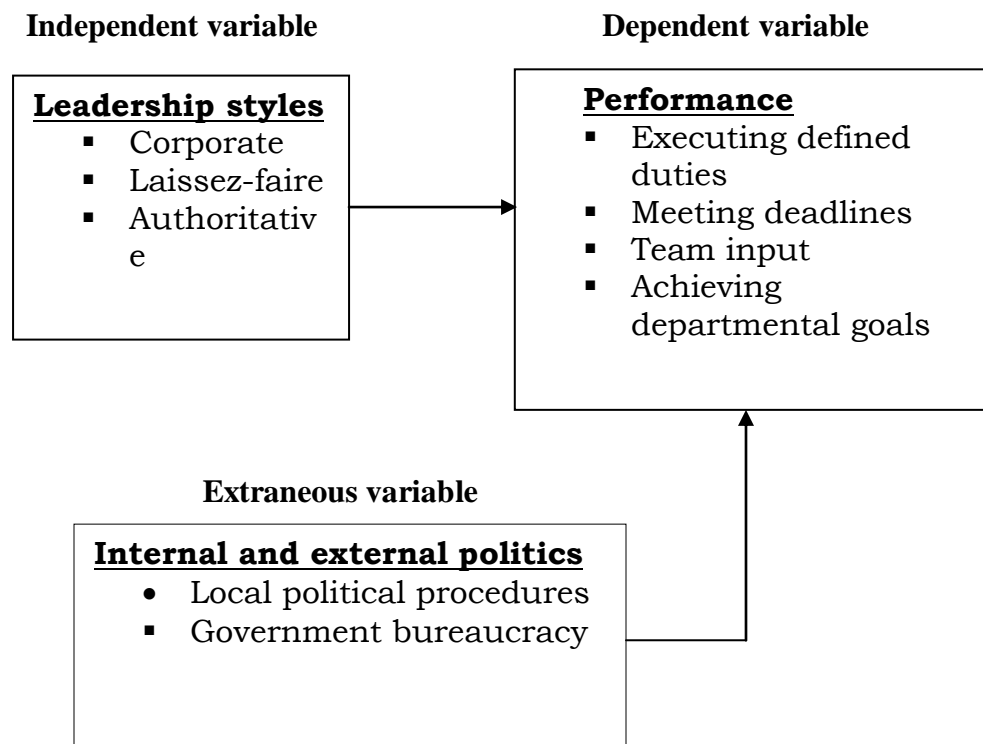 Independent variable
Dependent variable
Leadership styles
▪ Corporate
▪ Laissez-faire
▪ Authoritativ
e
Performance
▪ Executing defined
duties
▪ Meeting deadlines
▪ Team input
▪ Achieving
departmental goals
Extraneous variable
Internal and external politics
• Local political procedures
▪ Government bureaucracy